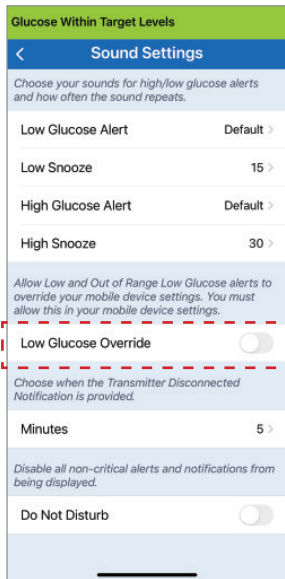 Glucose Within Target Levels
Sound Settings
Choose your sounds for high/low glucose alerts
and how often the sound repeats.
Low Glucose Alert Default
Low Snooze 15
High Glucose Alert Default
High Snooze 30
Allow Low and Out of Range Low Glucose alerts to
override your mobile device settings. You must
allow this in your mobile device settings.
Low Glucose Override
Choose when the Transmitter Disconnected
Notification is provided.
Minutes 5
Disable all non-critical alerts and notifications from
being displayed.
Do Not Disturb